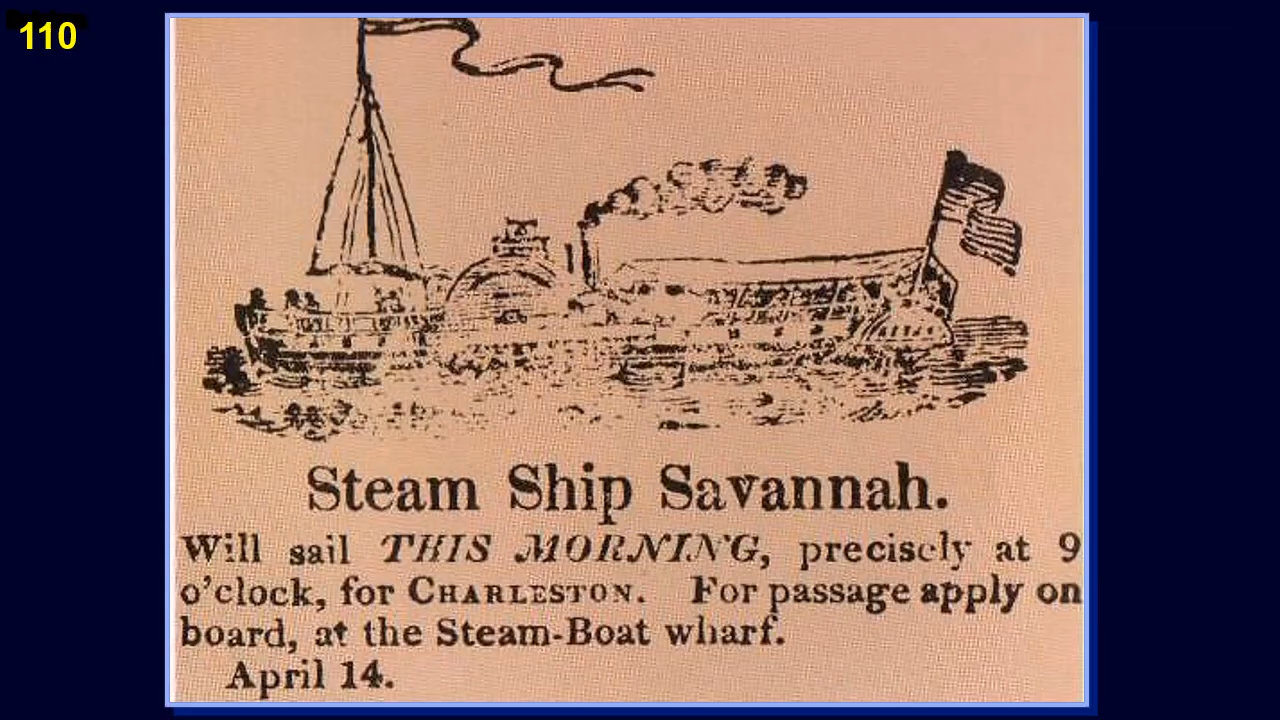 110
Steam Ship Savannah.
Will sail THIS MORNING, precisely at 9
o'clock, for CHARLESTON. For passage apply on
board, at the Steam-Boat wharf.
April 14.